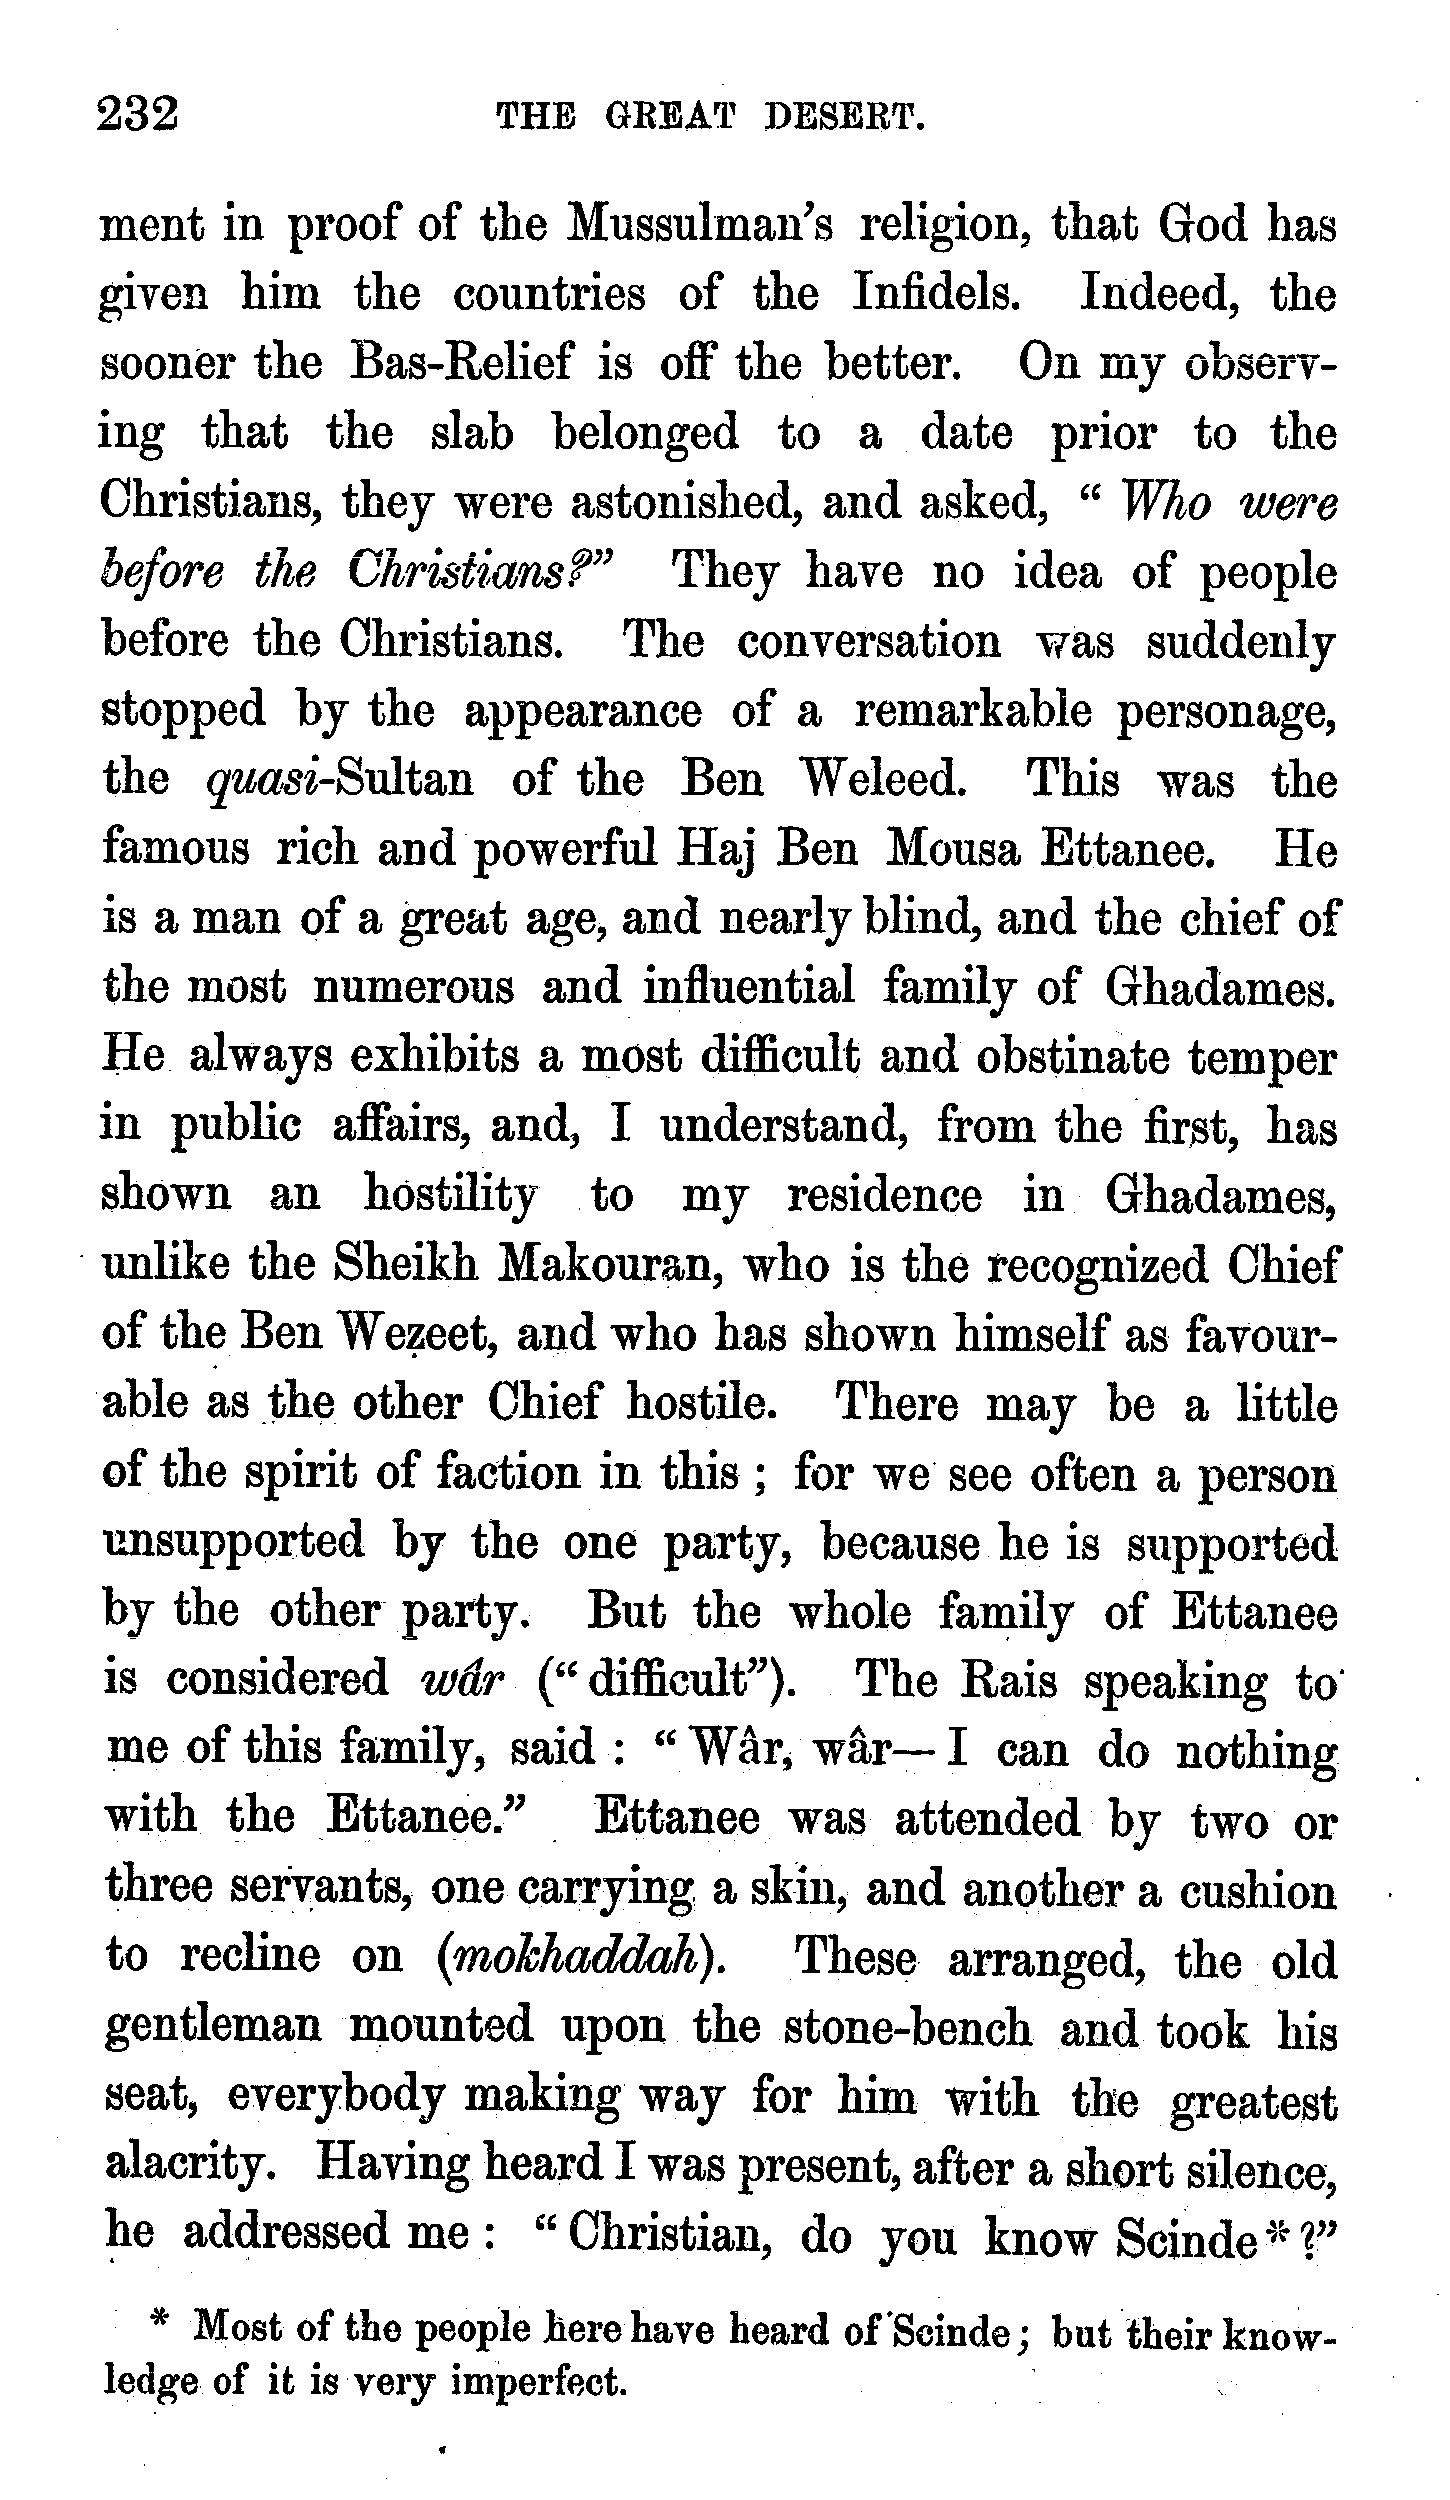 232 THE GREAT DESERT.
ment in proof of the Mussulman's religion, that God has
given him the countries of the Infidels. Indeed, the
sooner the Bas-Relief is off the better. On my observ-
ing that the slab belonged to a date prior to the
Christians, they were astonished, and asked, “ Who were
before the Christians?” They have no idea of people
before the Christians. The conversation was suddenly
stopped by the appearance of a remarkable personage,
the quasi-Sultan of the Ben Weleed. This was the
famous rich and powerful Haj Ben Mousa Ettanee. He
is a man of a great age, and nearly blind, and the chief of
the most numerous and influential family of Ghadames.
He always exhibits a most difficult and obstinate temper
in public affairs, and, I understand, from the first, has
shown an hostility to my residence in Ghadames,
unlike the Sheikh Makouran, who is the recognized Chief
of the Ben Wezeet, and who has shown himself as favour-
able as the other Chief hostile. There may be a little
of the spirit of faction in this ; for we see often a person
unsupported by the one party, because he is supported
by the other party. But the whole family of Ettanee
is considered wâr (“ difficult”). The Rais speaking to
me of this family, said : “ Wâr, wâr— I can do nothing
with the Ettanee.” Ettanee was attended by two or
three servants, one carrying a skin, and another a cushion
to recline on (mokhaddah). These arranged, the old
gentleman mounted upon the stone-bench and took his
seat, everybody making way for him with the greatest
alacrity. Having heard I was present, after a short silence,
he addressed me : “ Christian, do you know Scinde* ?”
* Most of the people here have heard of Scinde ; but their know-
ledge of it is very imperfect.